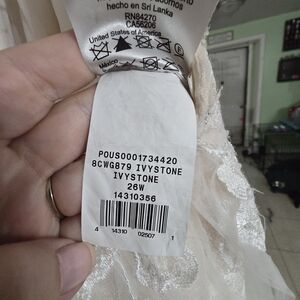 hecho en Sri Lanka
RN84270
CA56206
United States of America
México
POUS0001734420
8CWG879 IVYSTONE
IVYSTONE
26W
14310356
4 14310 02507 1